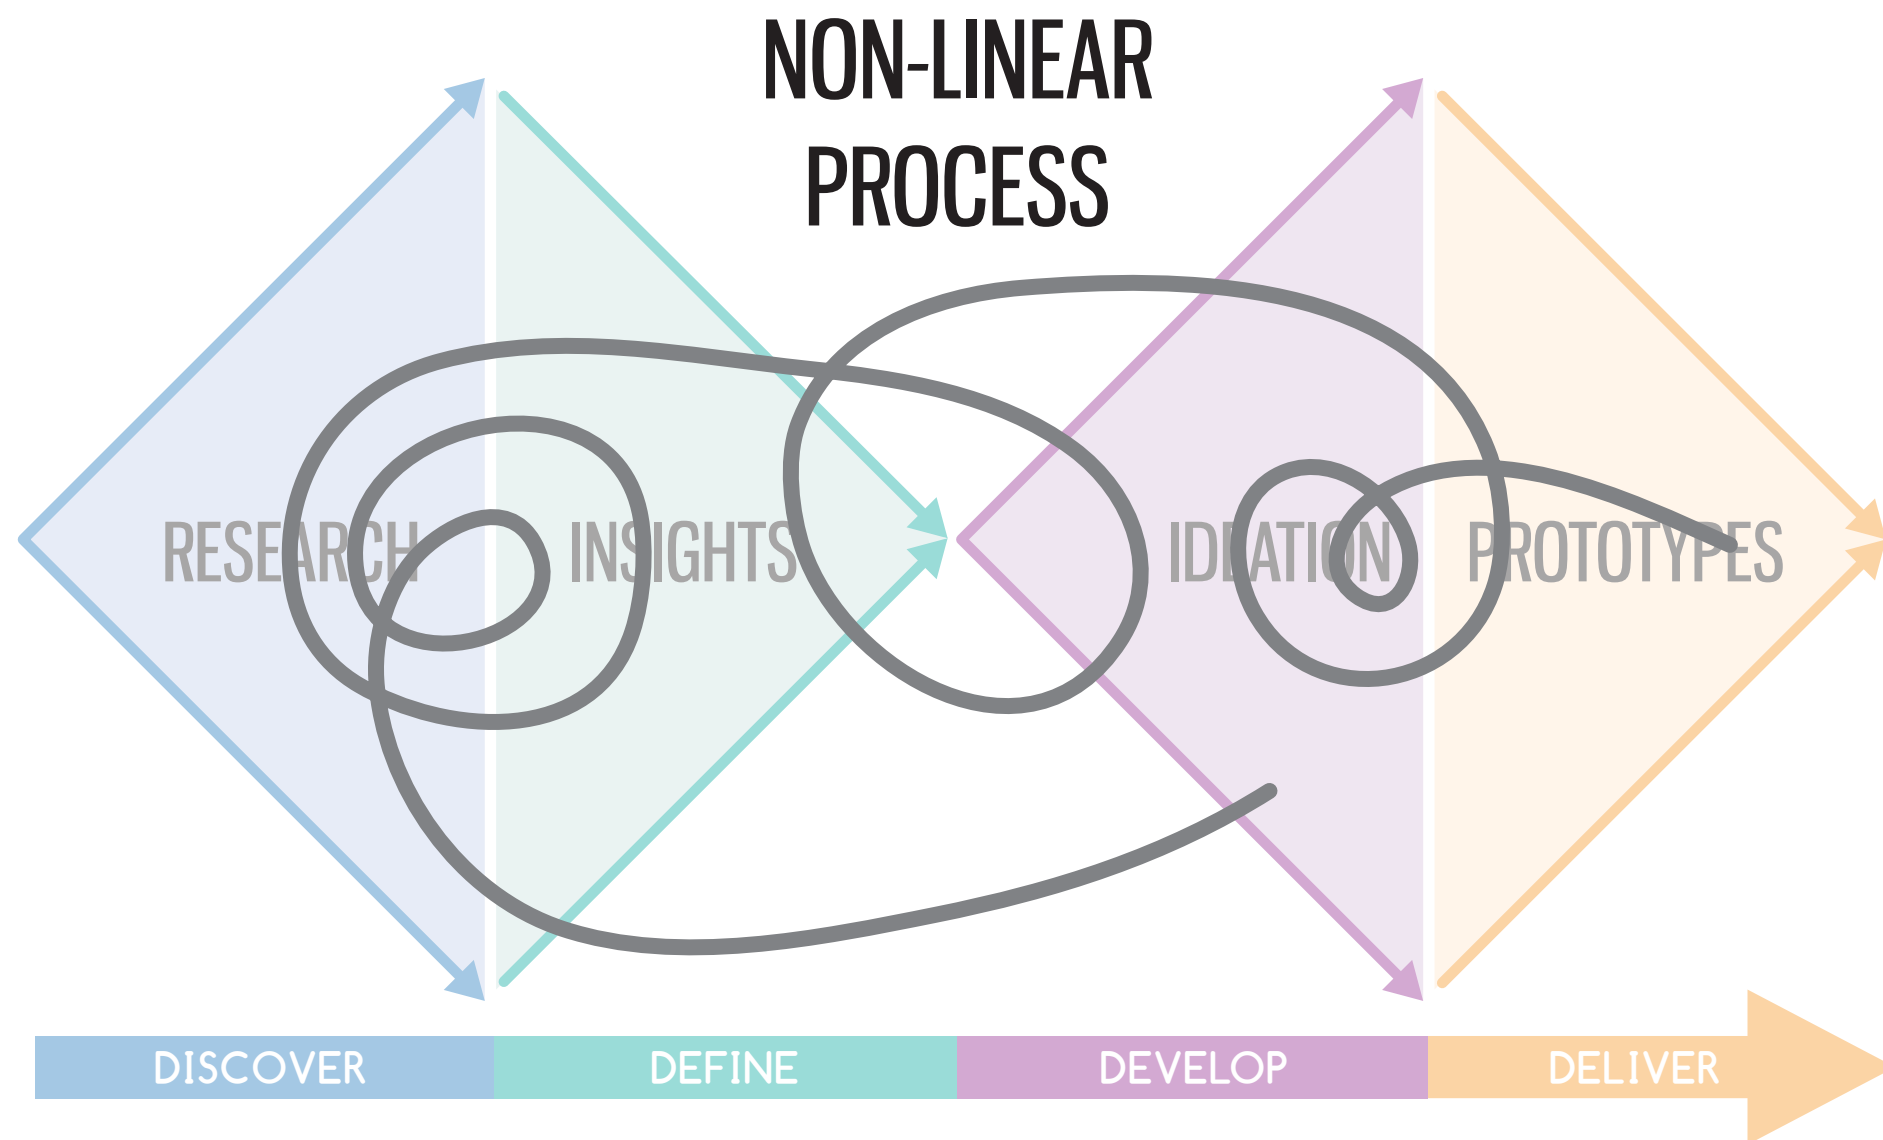 NON-LINEAR
PROCESS
RESEARCH INSIGHTS IDEATION PROTOTYPES
DISCOVER DEFINE DEVELOP DELIVER